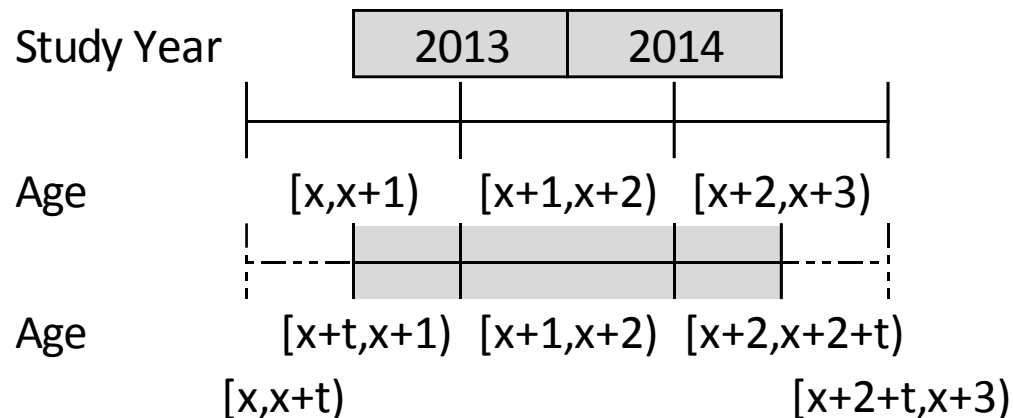 Study Year 2013 2014
Age [x,x+1) [x+1,x+2) [x+2,x+3)
Age [x+t,x+1) [x+1,x+2) [x+2,x+2+t)
[x,x+t) [x+2+t,x+3)